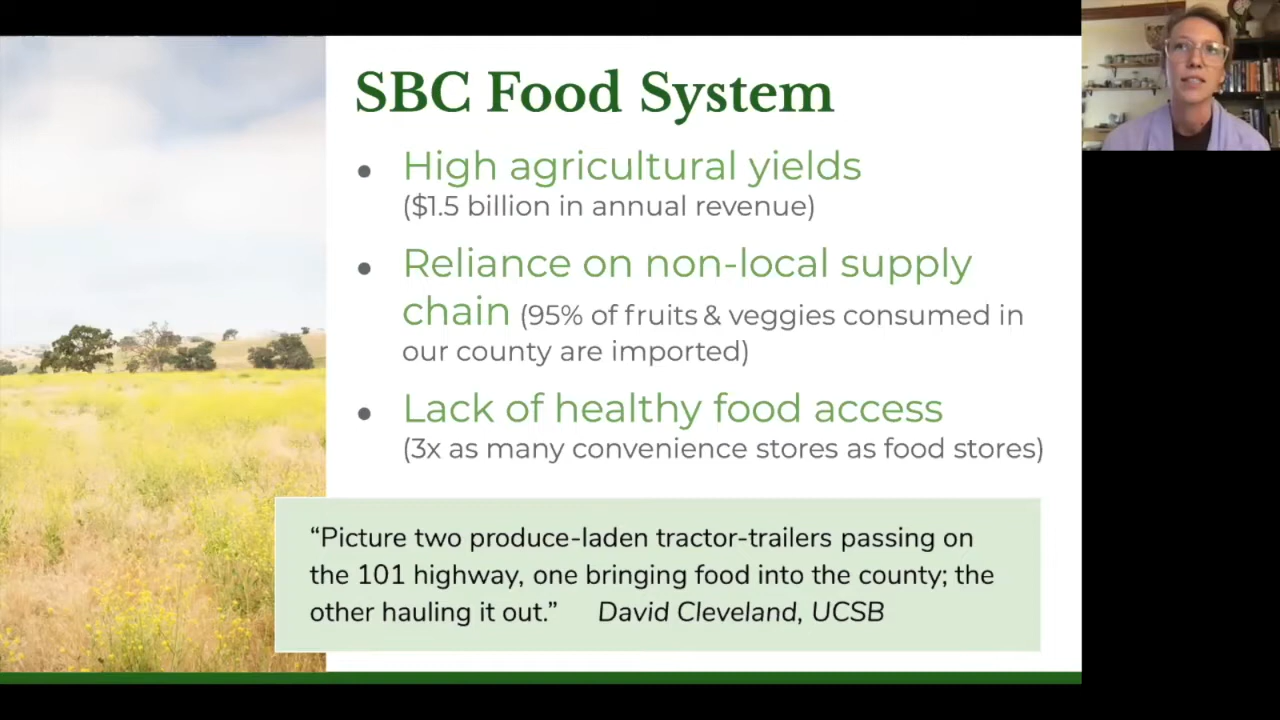 SBC Food System
● High agricultural yields
($1.5 billion in annual revenue)
● Reliance on non-local supply
chain (95% of fruits & veggies consumed in
our county are imported)
● Lack of healthy food access
(3x as many convenience stores as food stores)
“Picture two produce-laden tractor-trailers passing on
the 101 highway, one bringing food into the county; the
other hauling it out.” David Cleveland, UCSB